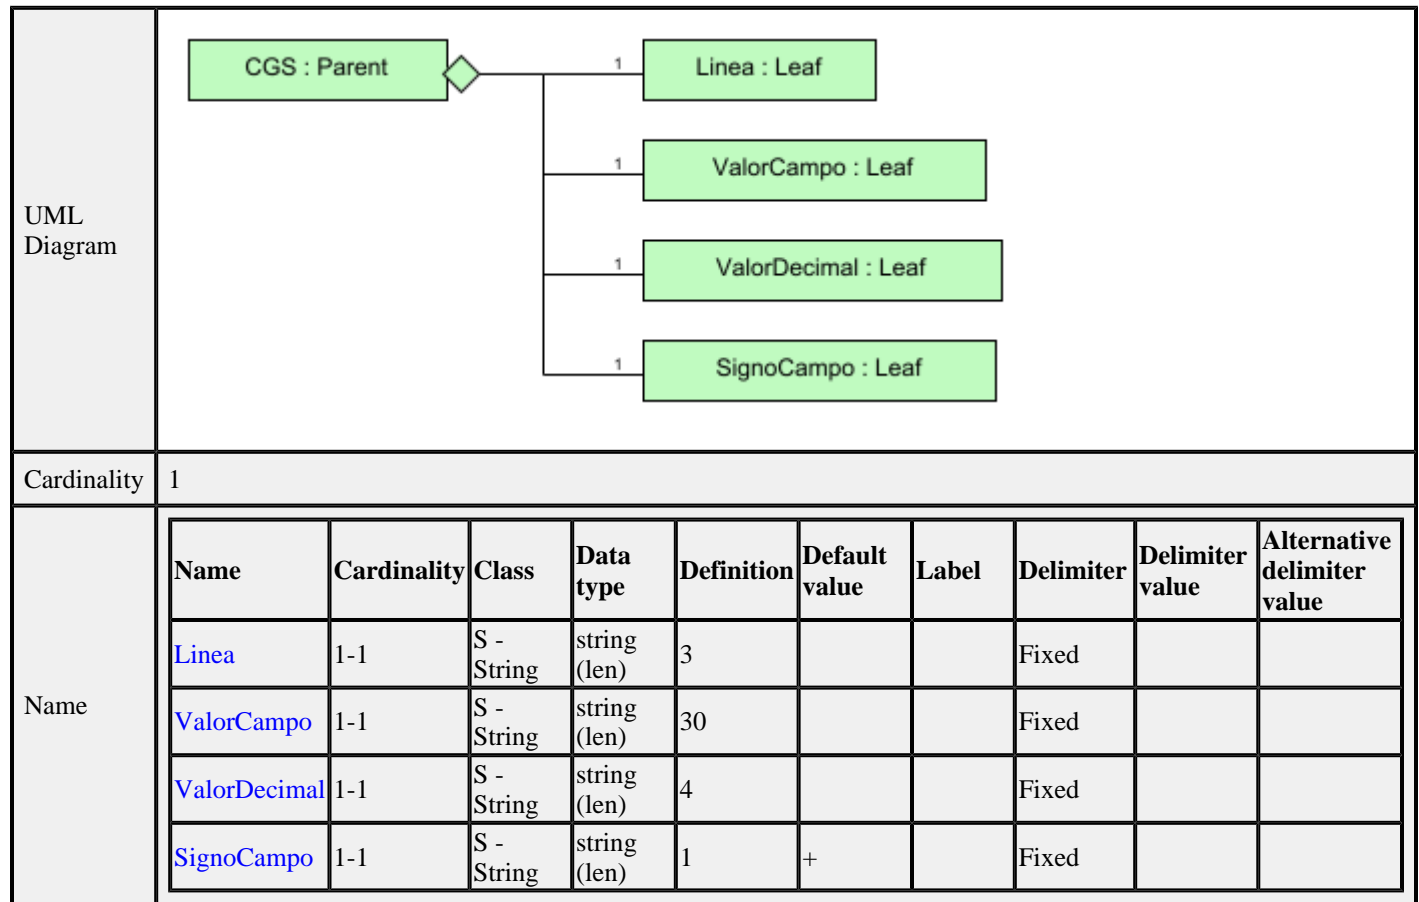 UML
Diagram
CGS : Parent
1
Linea : Leaf
1
ValorCampo : Leaf
1
ValorDecimal : Leaf
1
SignoCampo : Leaf
Cardinality 1
Name
Name Cardinality Class Data type Definition Default value Label Delimiter Delimiter value Alternative delimiter value
Linea 1-1 S - String string (len) 3 Fixed
ValorCampo 1-1 S - String string (len) 30 Fixed
ValorDecimal 1-1 S - String string (len) 4 Fixed
SignoCampo 1-1 S - String string (len) 1 + Fixed